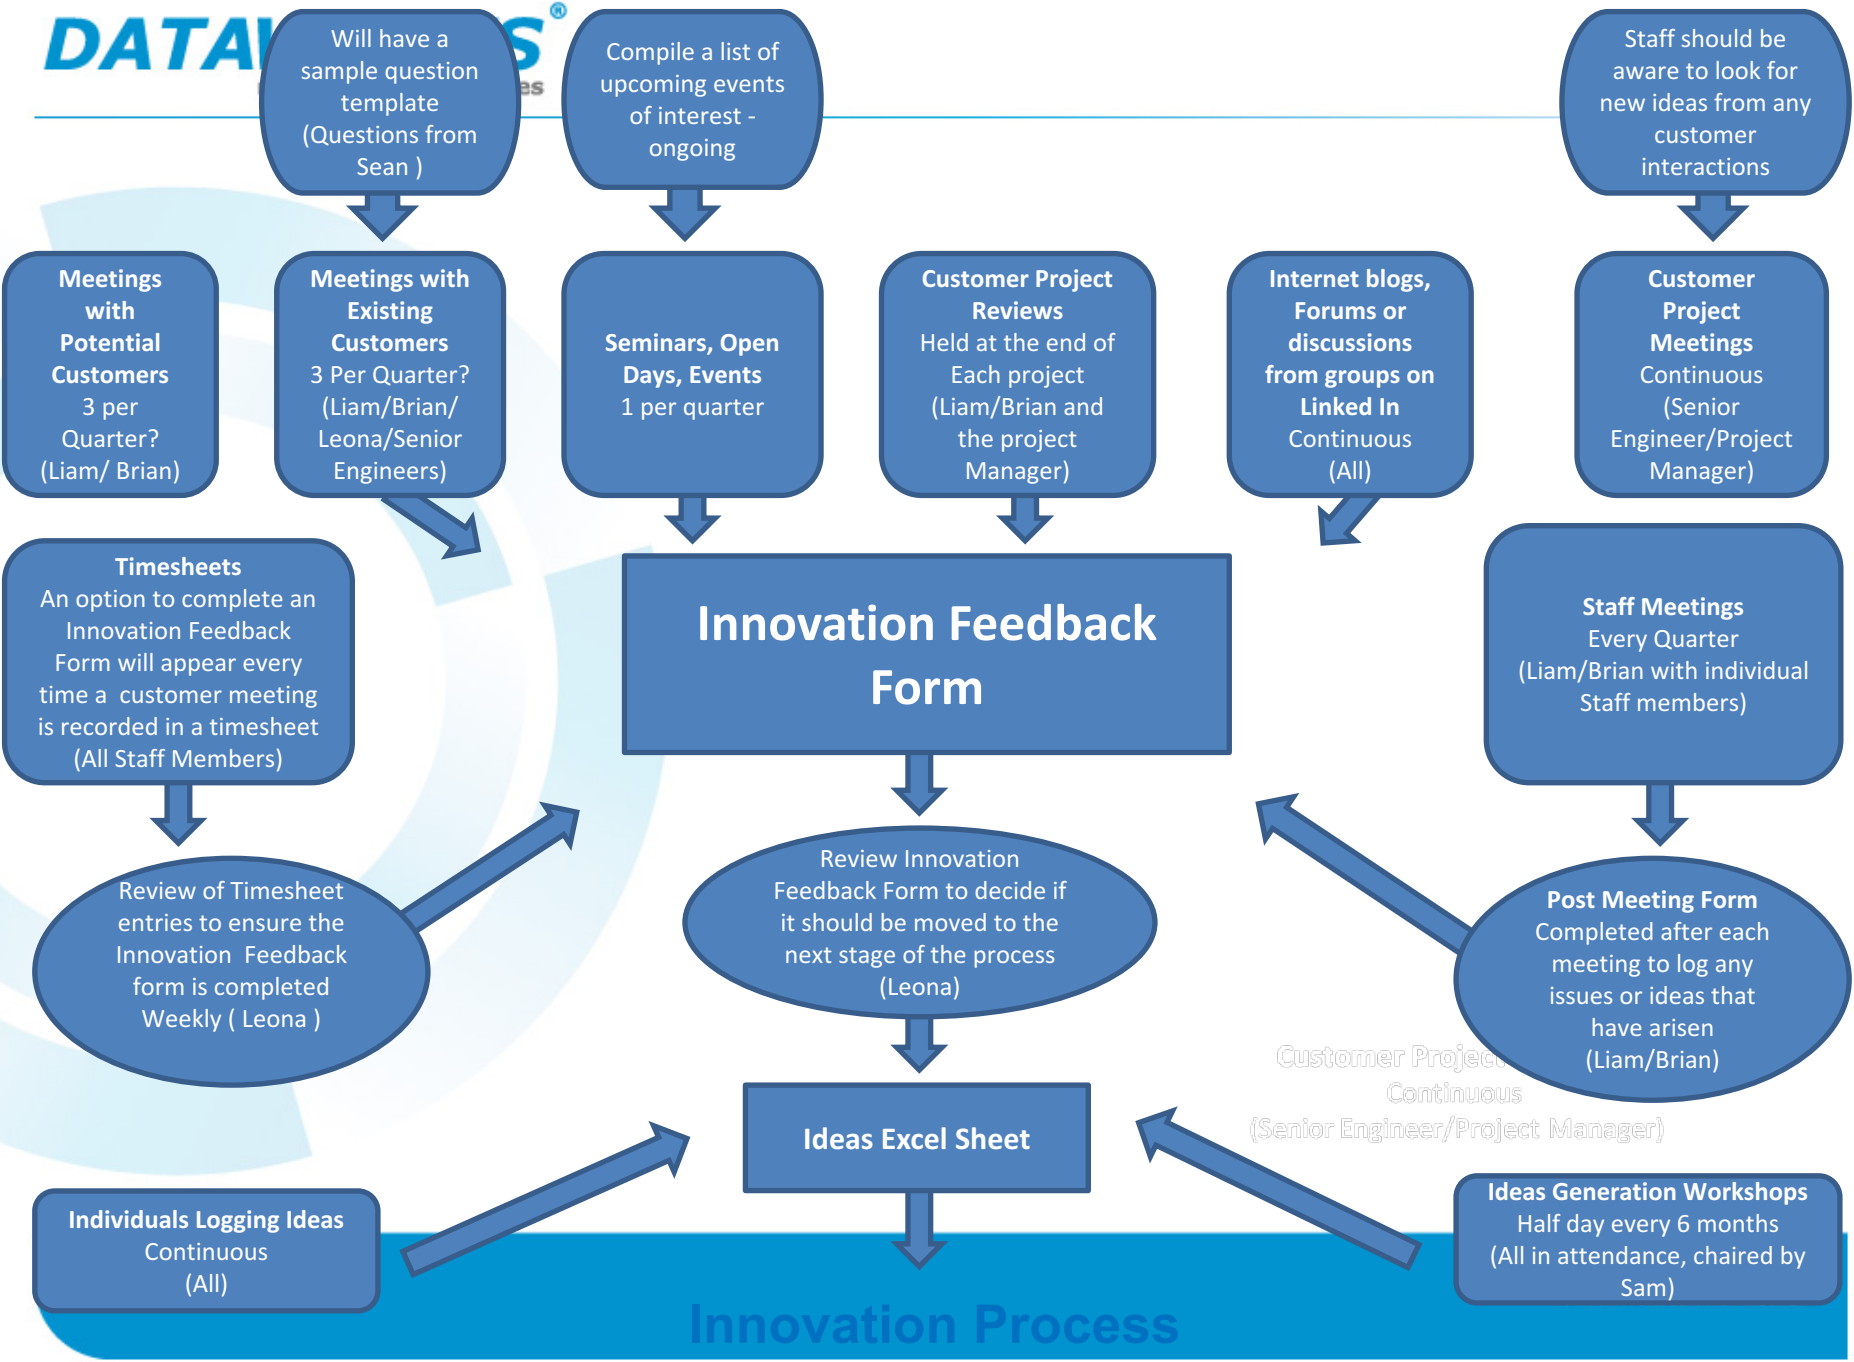 Will have a
sample question
template
(Questions from
Sean )
Compile a list of
upcoming events
of interest -
ongoing
Staff should be
aware to look for
new ideas from any
customer
interactions
Meetings
with
Potential
Customers
3 per
Quarter?
(Liam/ Brian)
Meetings with
Existing
Customers
3 Per Quarter?
(Liam/Brian/
Leona/Senior
Engineers)
Seminars, Open
Days, Events
1 per quarter
Customer Project
Reviews
Held at the end of
Each project
(Liam/Brian and
the project
Manager)
Internet blogs,
Forums or
discussions
from groups on
Linked In
Continuous
(All)
Customer
Project
Meetings
Continuous
(Senior
Engineer/Project
Manager)
Timesheets
An option to complete an
Innovation Feedback
Form will appear every
time a  customer meeting
is recorded in a timesheet
(All Staff Members)
Innovation Feedback
Form
Staff Meetings
Every Quarter
(Liam/Brian with individual
Staff members)
Review of Timesheet
entries to ensure the
Innovation  Feedback
form is completed
Weekly ( Leona )
Review Innovation
Feedback Form to decide if
it should be moved to the
next stage of the process
(Leona)
Post Meeting Form
Completed after each
meeting to log any
issues or ideas that
have arisen
(Liam/Brian)
Customer Project
Continuous
(Senior Engineer/Project Manager)
Ideas Excel Sheet
Individuals Logging Ideas
Continuous
(All)
Ideas Generation Workshops
Half day every 6 months
(All in attendance, chaired by
Sam)
Innovation Process